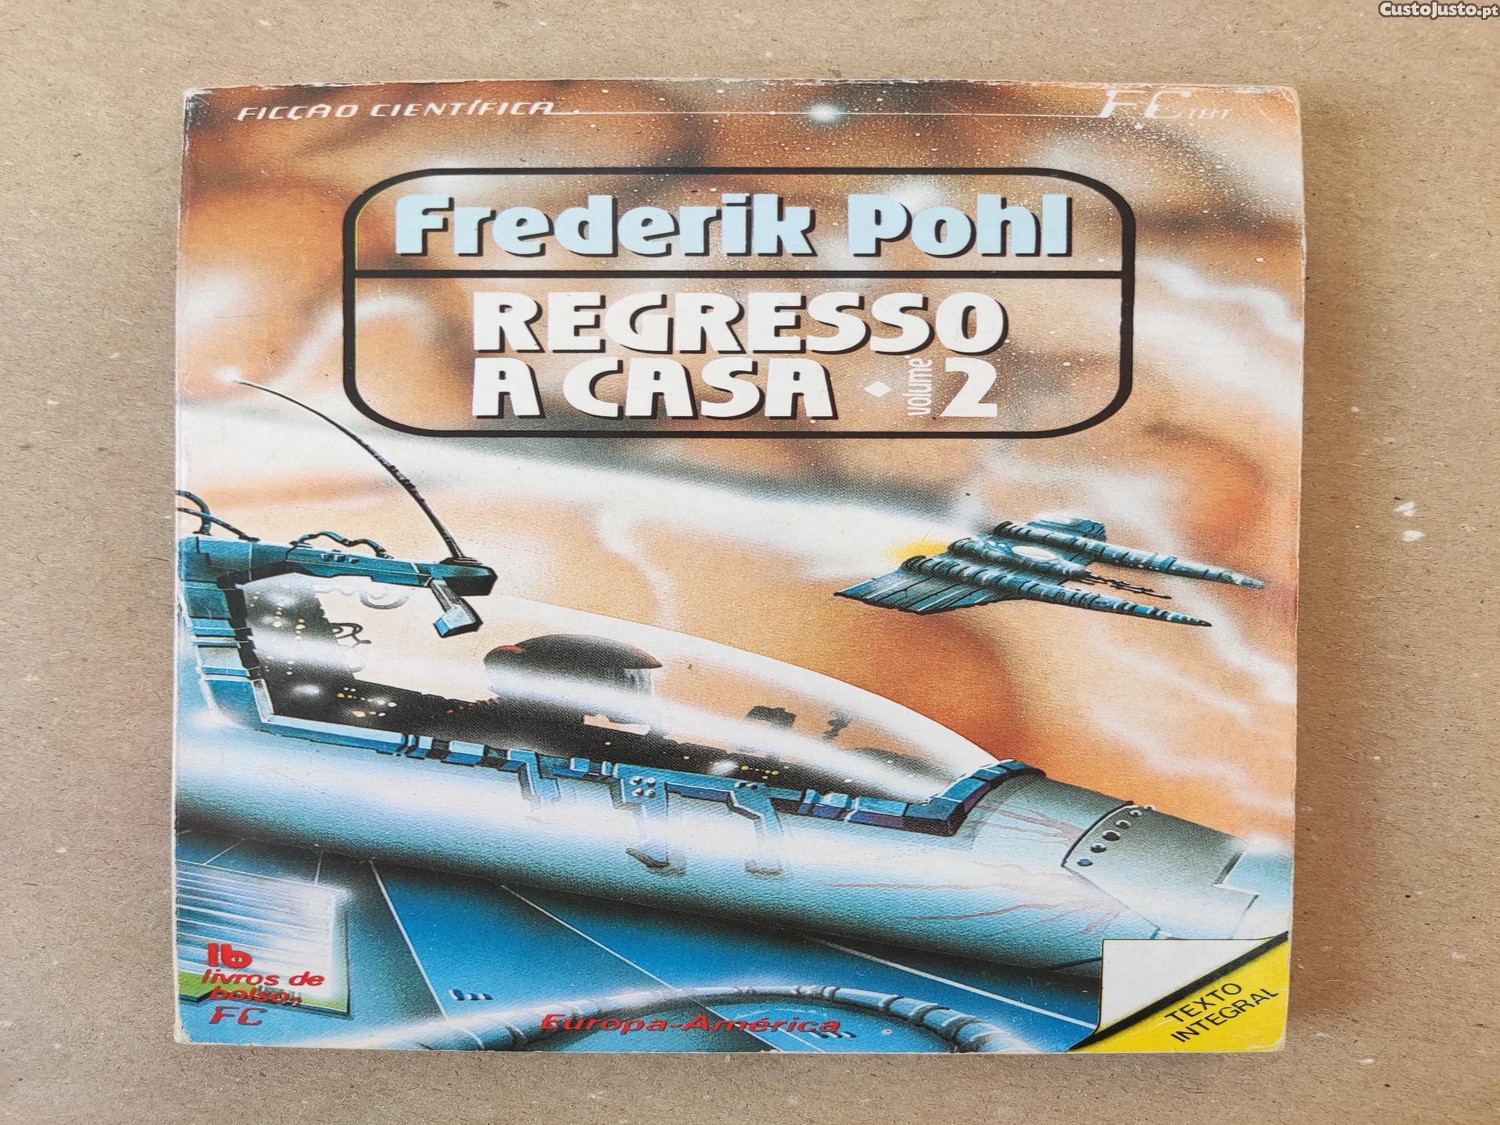 CustoJusto.pt
FICÇÃO CIENTÍFICA
FC
Frederik Pohl
REGRESSO
A CASA • volume 2
lb
livros de
bolso
FC
Europa-América
TEXTO
INTEGRAL